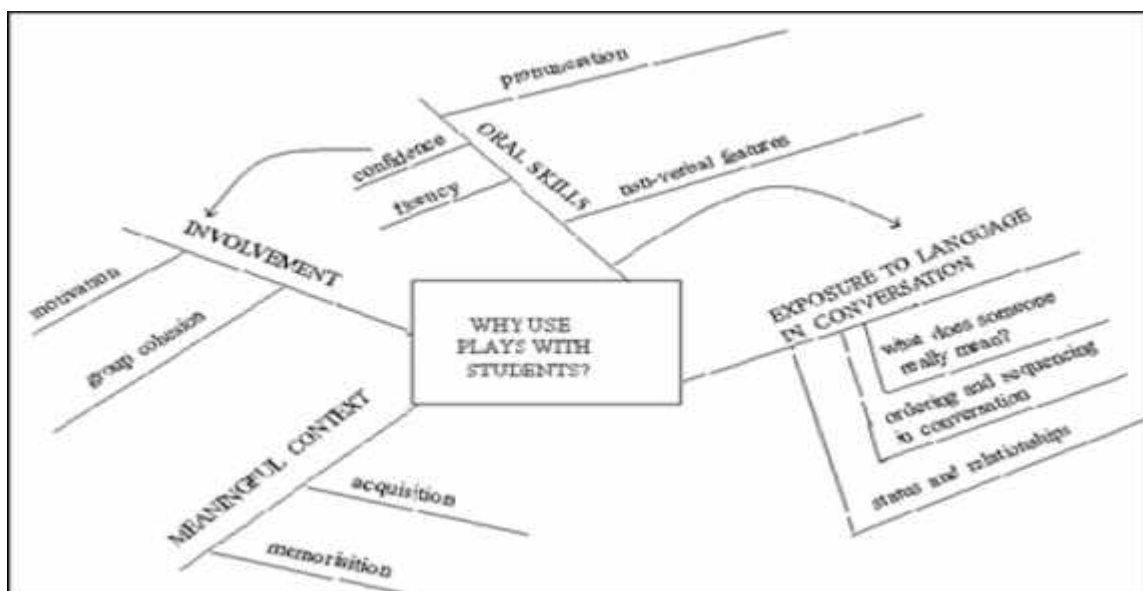 pronunciation
ORAL SKILLS
confidence
fluency
non-verbal features
INVOLVEMENT
motivation
group cohesion
EXPOSURE TO LANGUAGE
IN CONVERSATION
what does someone
really mean?
ordering and sequencing
in conversation
status and relationships
WHY USE
PLAYS WITH
STUDENTS?
MEANINGFUL CONTEXT
acquisition
memorisition